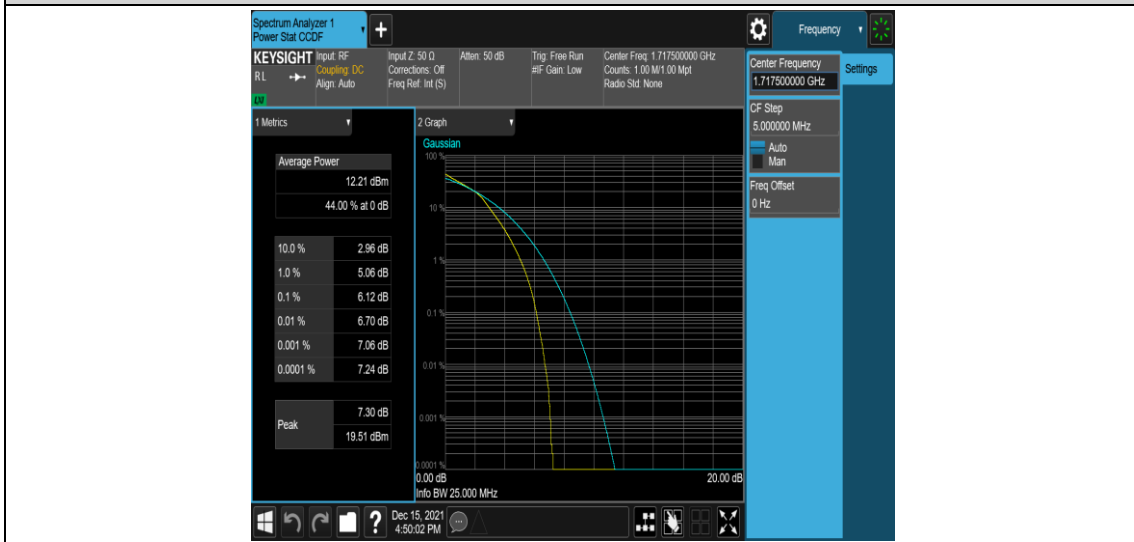 Spectrum Analyzer 1
Power Stat CCDF
+
Frequency
KEYSIGHT
RL
LXI
Input: RF
Coupling: DC
Align: Auto
Input Z: 50 Ω
Corrections: Off
Freq Ref: Int (S)
Atten: 50 dB
Trig: Free Run
#IF Gain: Low
Center Freq: 1.717500000 GHz
Counts: 1.00 M/1.00 Mpt
Radio Std: None
Center Frequency
1.717500000 GHz
Settings
CF Step
5.000000 MHz
Auto
Man
Freq Offset
0 Hz
1 Metrics
Average Power
12.21 dBm
44.00 % at 0 dB
10.0 % 2.96 dB
1.0 % 5.06 dB
0.1 % 6.12 dB
0.01 % 6.70 dB
0.001 % 7.06 dB
0.0001 % 7.24 dB
Peak 7.30 dB
19.51 dBm
2 Graph
Gaussian
100 %
10 %
1 %
0.1 %
0.01 %
0.001 %
0.0001 %
0.00 dB 20.00 dB
Info BW 25.000 MHz
?
Dec 15, 2021
4:50:02 PM